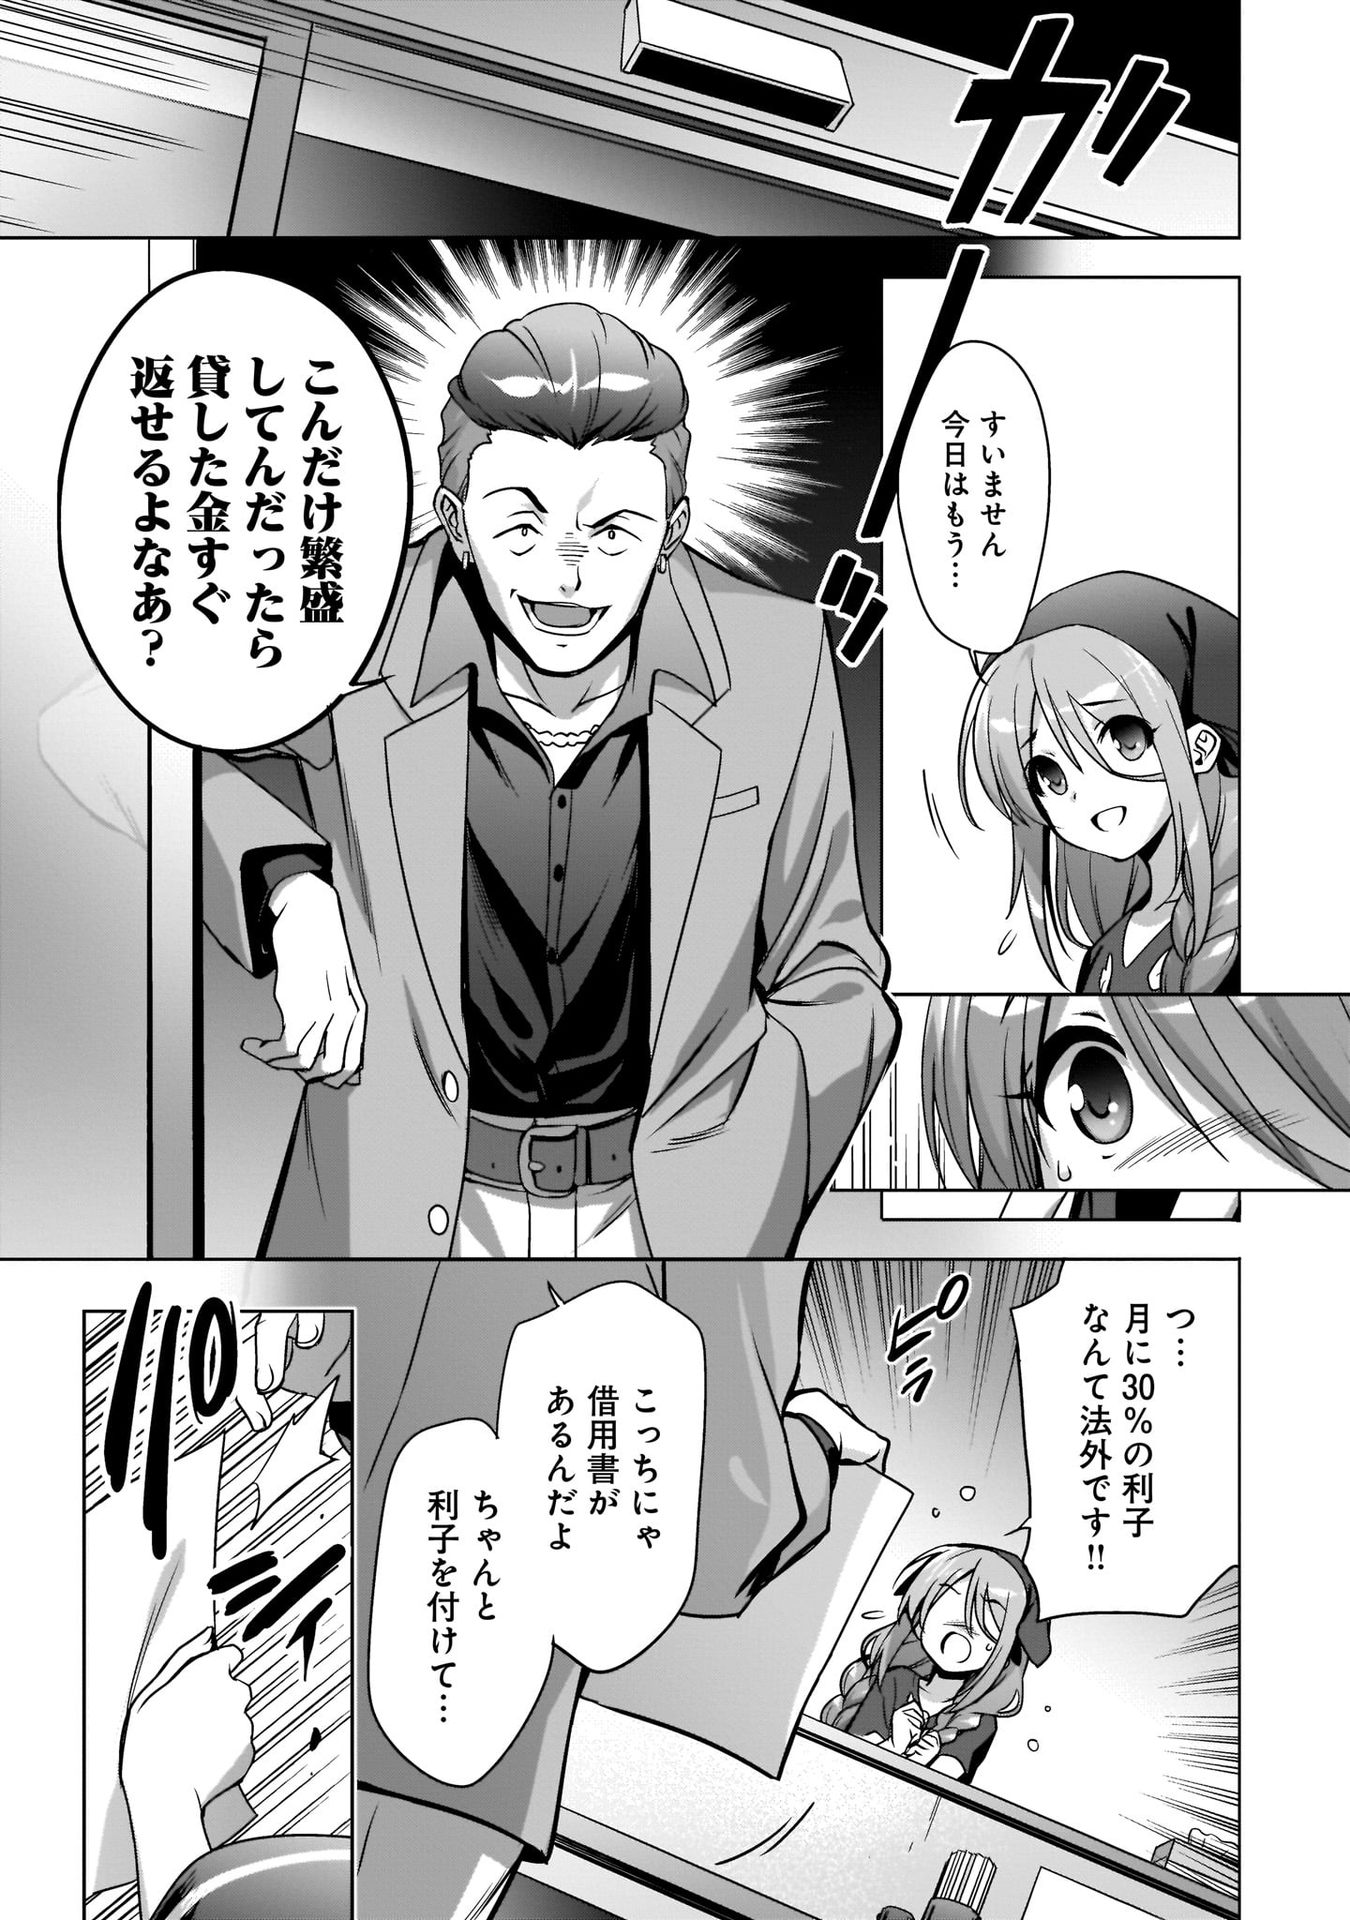 ガラッ
すいません
今日はもう…
こんだけ繁盛
してんだったら
貸した金すぐ
返せるよなあ?
つ…
月に30%の利子
なんて法外です!!
ピラ
こっちにゃ
借用書が
あるんだよ
ちゃんと
利子を付けて…
バッ